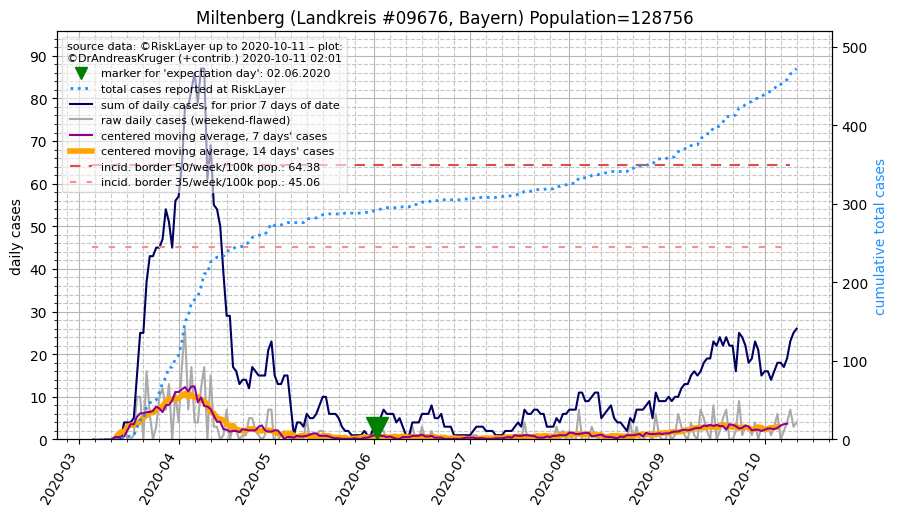 Miltenberg (Landkreis #09676, Bayern) Population=128756
source data: ©RiskLayer up to 2020-10-11 – plot:
©DrAndreasKruger (+contrib.) 2020-10-11 02:01
marker for 'expectation day': 02.06.2020
total cases reported at RiskLayer
sum of daily cases, for prior 7 days of date
raw daily cases (weekend-flawed)
centered moving average, 7 days' cases
centered moving average, 14 days' cases
incid. border 50/week/100k pop.: 64.38
incid. border 35/week/100k pop.: 45.06
daily cases
90
80
70
60
50
40
30
20
10
0
cumulative total cases
500
400
300
200
100
0
2020-03
2020-04
2020-05
2020-06
2020-07
2020-08
2020-09
2020-10